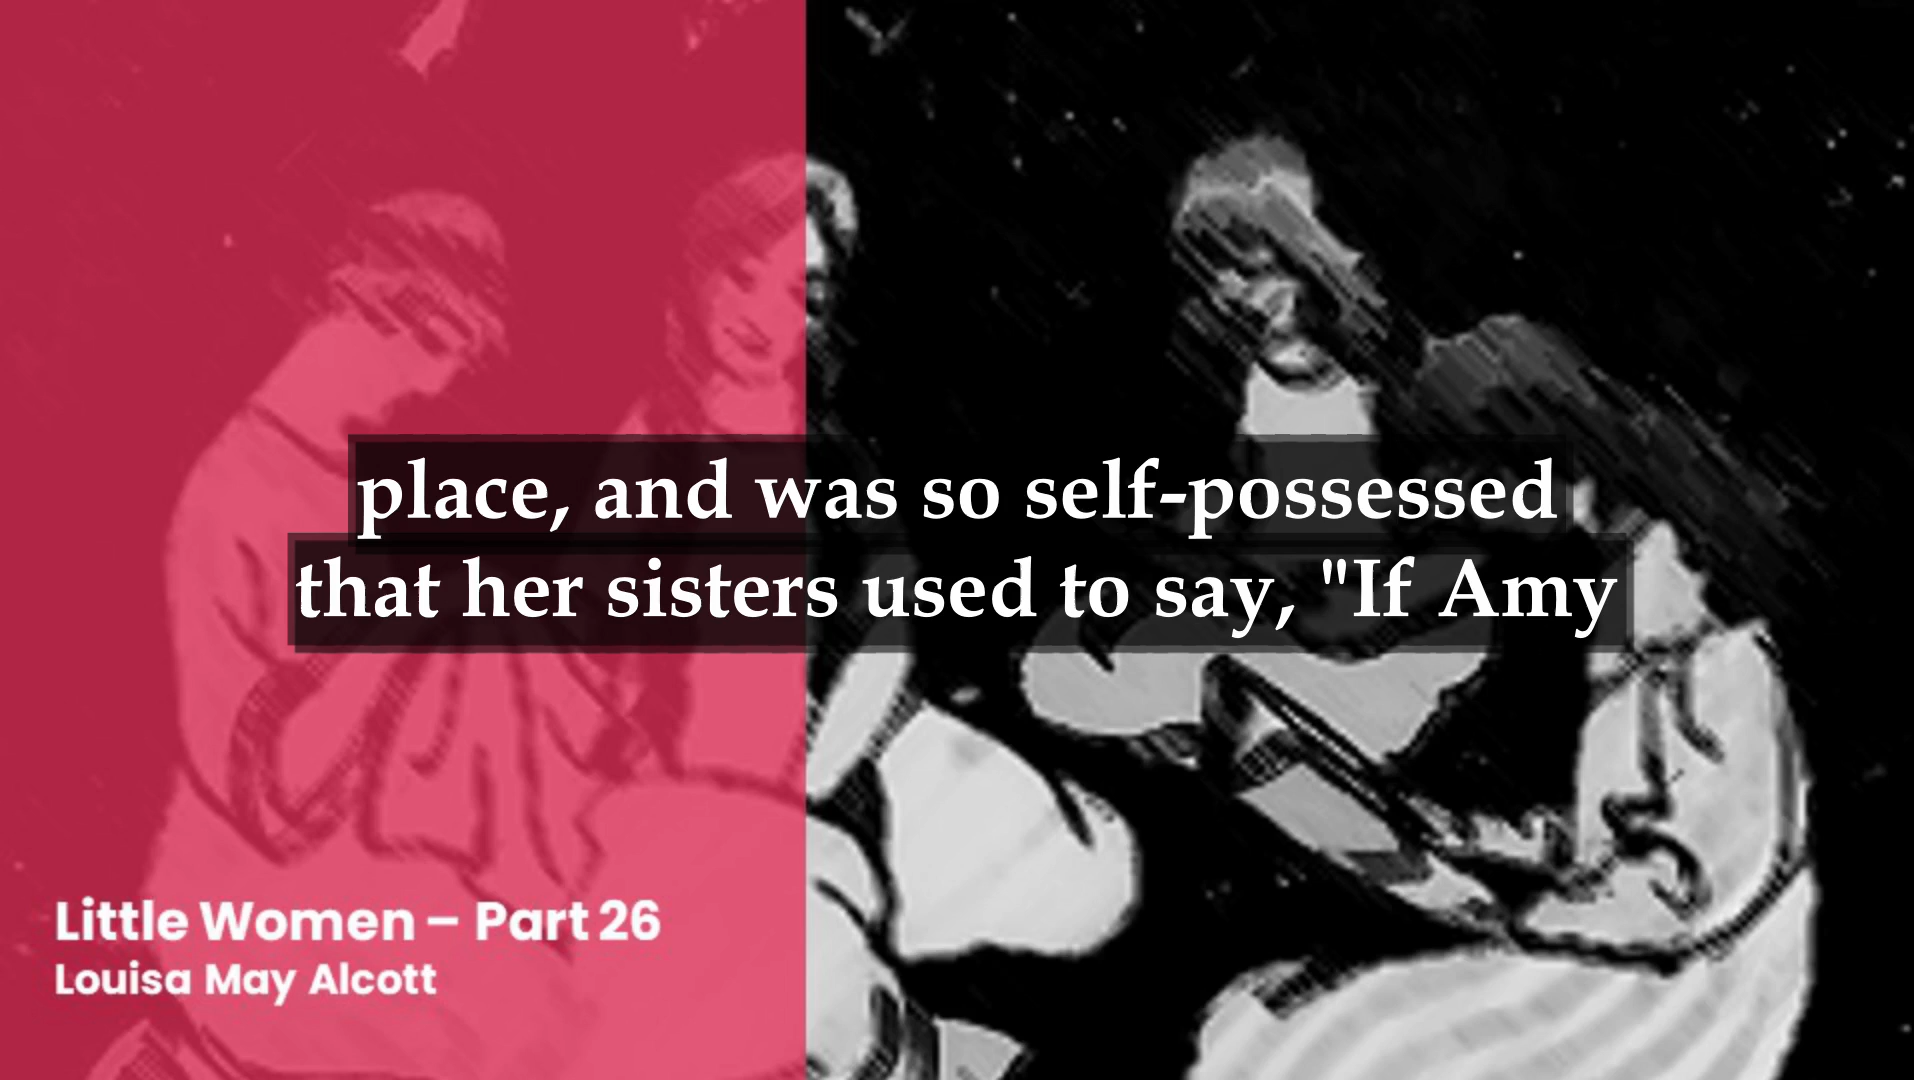 place, and was so self-possessed
that her sisters used to say, "If Amy
Little Women – Part 26
Louisa May Alcott